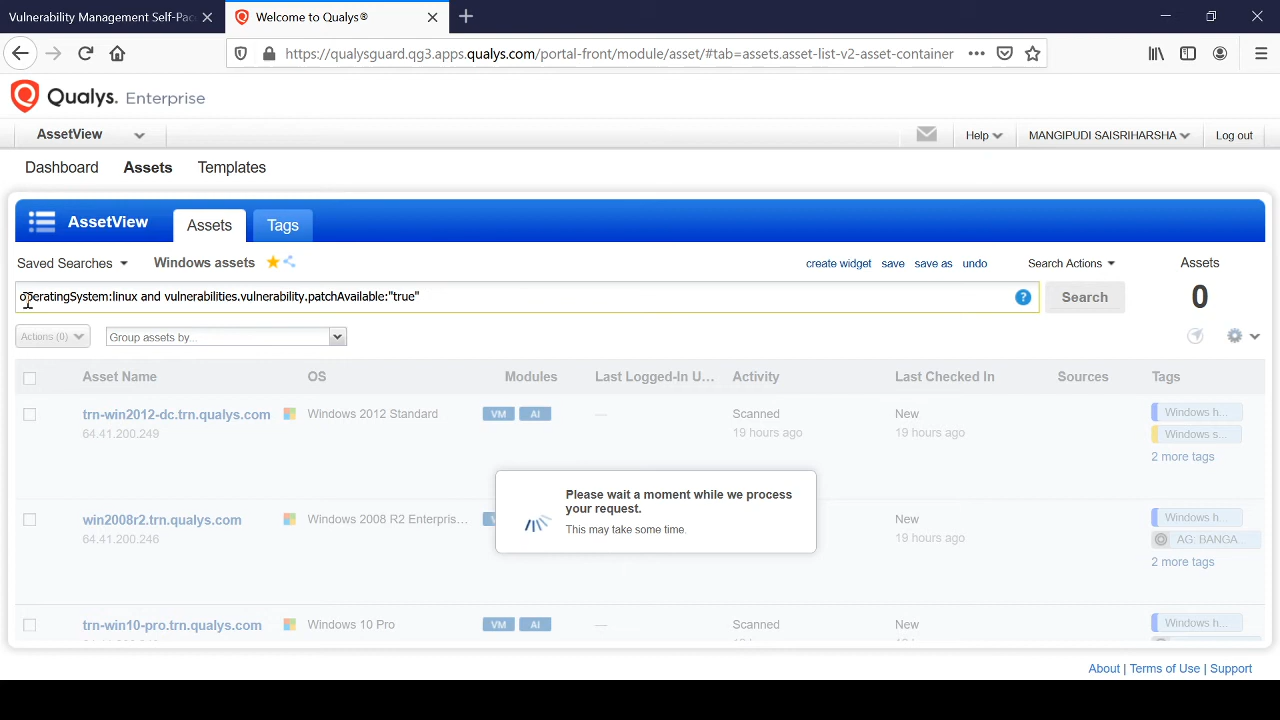 Vulnerability Management Self-Pac
Welcome to Qualys®
https://qualysguard.qg3.apps.qualys.com/portal-front/module/asset/#tab=assets.asset-list-v2-asset-container
Qualys. Enterprise
AssetView
Help
MANGIPUDI SAISRIHARSHA
Log out
Dashboard
Assets
Templates
AssetView
Assets
Tags
Saved Searches
Windows assets
create widget
save
save as
undo
Search Actions
Assets
operatingSystem:linux and vulnerabilities.vulnerability.patchAvailable:"true"
?
Search
0
Actions (0)
Group assets by...
Asset Name
OS
Modules
Last Logged-In U...
Activity
Last Checked In
Sources
Tags
trn-win2012-dc.trn.qualys.com
Windows 2012 Standard
VM
AI
—
Scanned
New
Windows h...
64.41.200.249
19 hours ago
19 hours ago
Windows s...
2 more tags
Please wait a moment while we process
your request.
This may take some time.
win2008r2.trn.qualys.com
Windows 2008 R2 Enterpris...
New
Windows h...
64.41.200.246
19 hours ago
AG: BANGA
2 more tags
trn-win10-pro.trn.qualys.com
Windows 10 Pro
VM
AI
—
Scanned
New
Windows h...
About | Terms of Use | Support